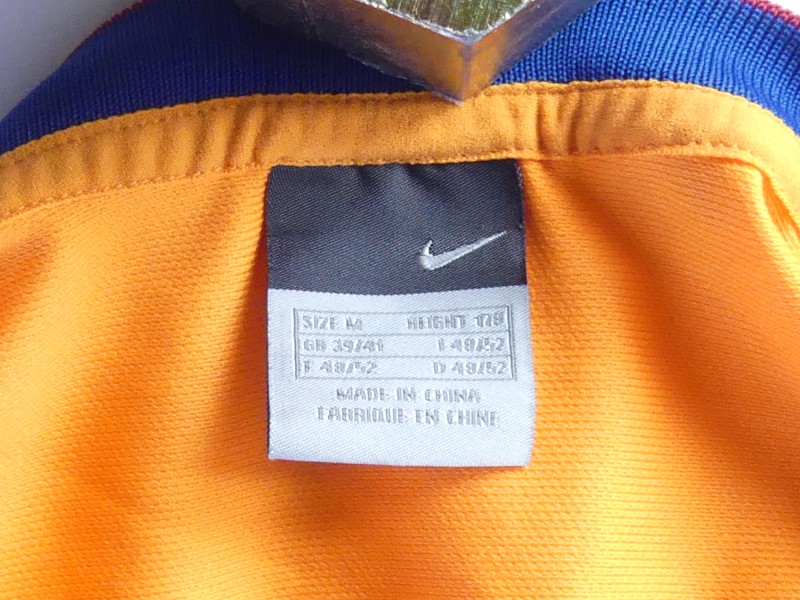 SIZE M HEIGHT 178
GB 39/41 I 48/52
F 48/52 D 48/52
MADE IN CHINA
FABRIQUE EN CHINE